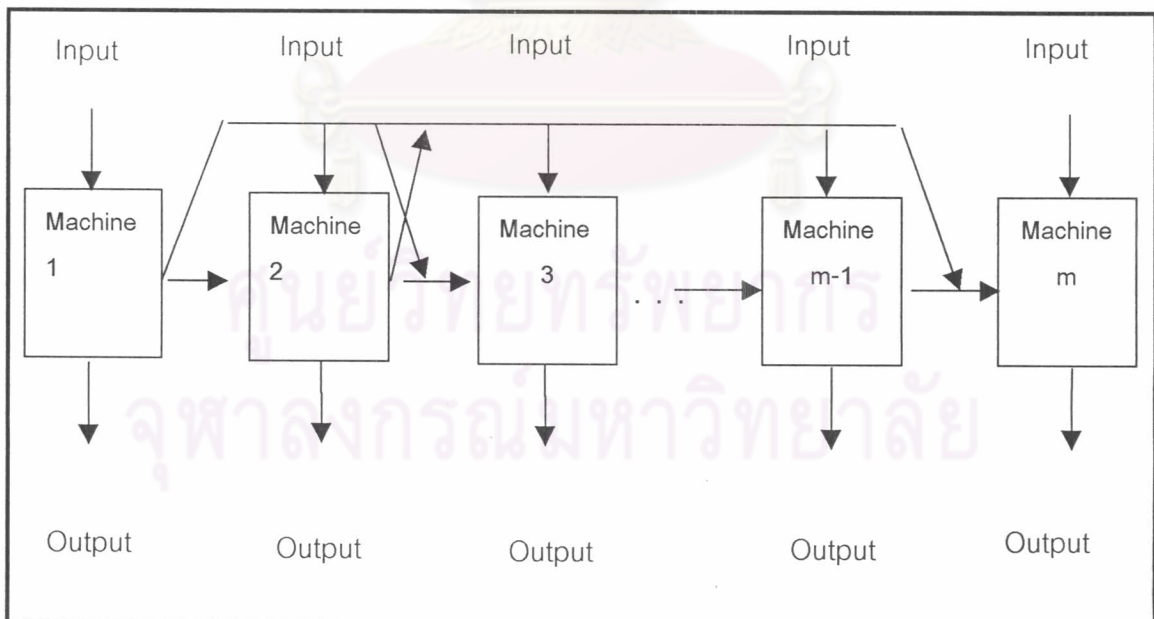 Input Input Input Input Input
Machine Machine Machine Machine Machine
1 2 3 . . . m-1 m
ศูนย์วิทยทรัพยากร
จุฬาลงกรณ์มหาวิทยาลัย
Output Output Output Output Output